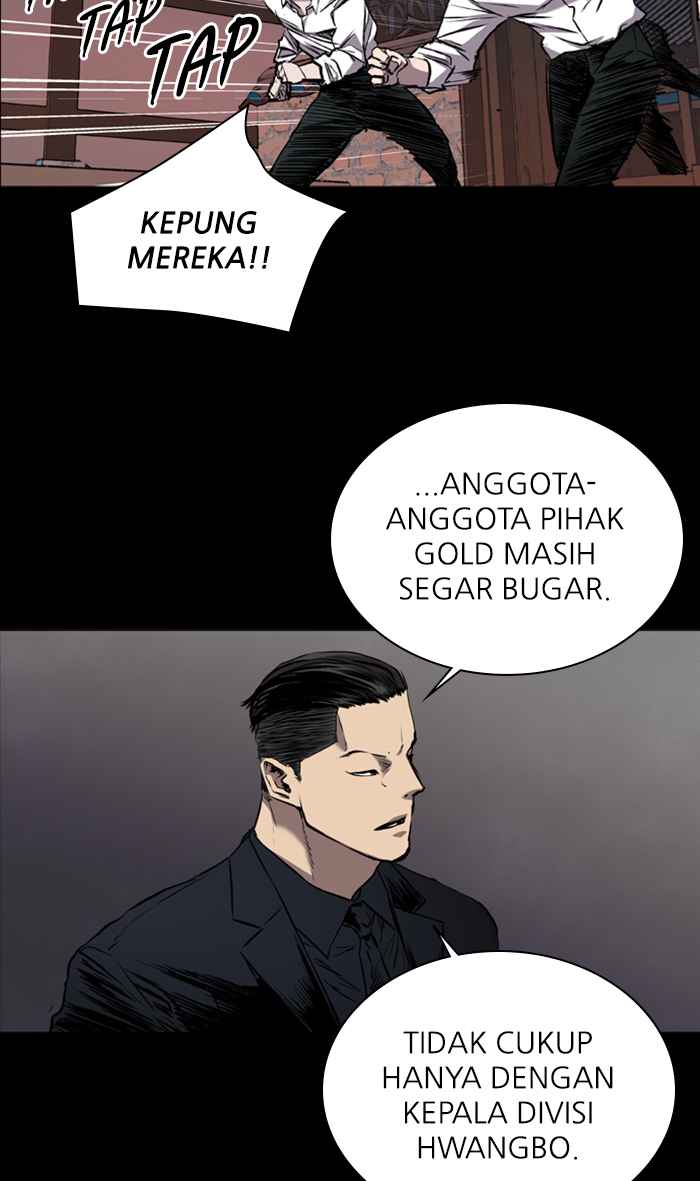 TAP
TAP
KEPUNG
MEREKA!!
...ANGGOTA-
ANGGOTA PIHAK
GOLD MASIH
SEGAR BUGAR.
TIDAK CUKUP
HANYA DENGAN
KEPALA DIVISI
HWANGBO.